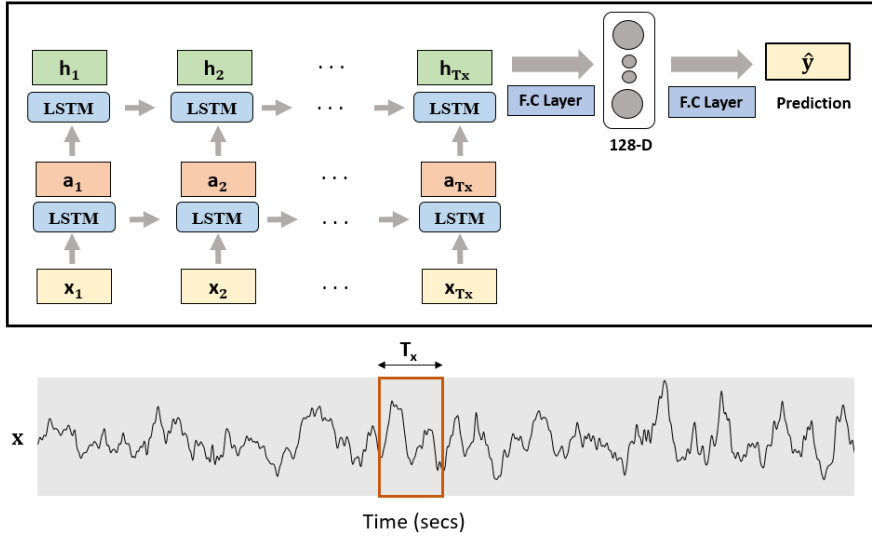 h₁ h₂ . . . hTx ŷ
LSTM LSTM . . . LSTM F.C Layer F.C Layer Prediction
128-D
a₁ a₂ . . . aTx
LSTM LSTM . . . LSTM
x₁ x₂ . . . xTx
Tₓ
x
Time (secs)